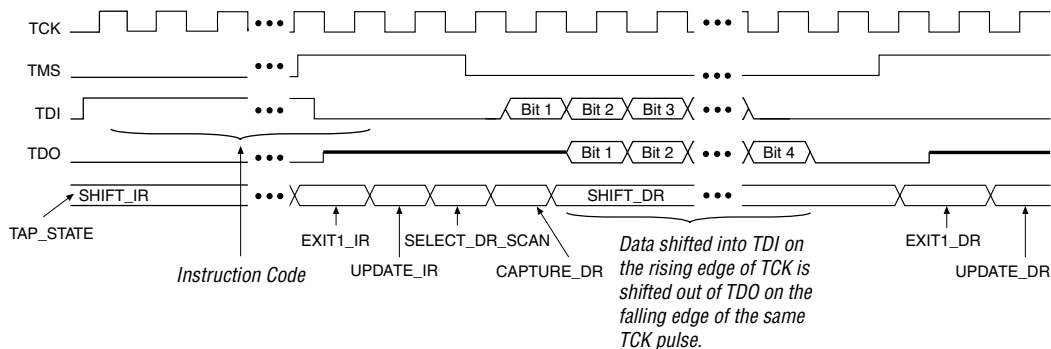 TCK
TMS
TDI
Bit 1 Bit 2 Bit 3
TDO
Bit 1 Bit 2 Bit 4
SHIFT_IR SHIFT_DR
TAP_STATE
EXIT1_IR SELECT_DR_SCAN EXIT1_DR
Instruction Code UPDATE_IR CAPTURE_DR UPDATE_DR
Data shifted into TDI on
the rising edge of TCK is
shifted out of TDO on the
falling edge of the same
TCK pulse.